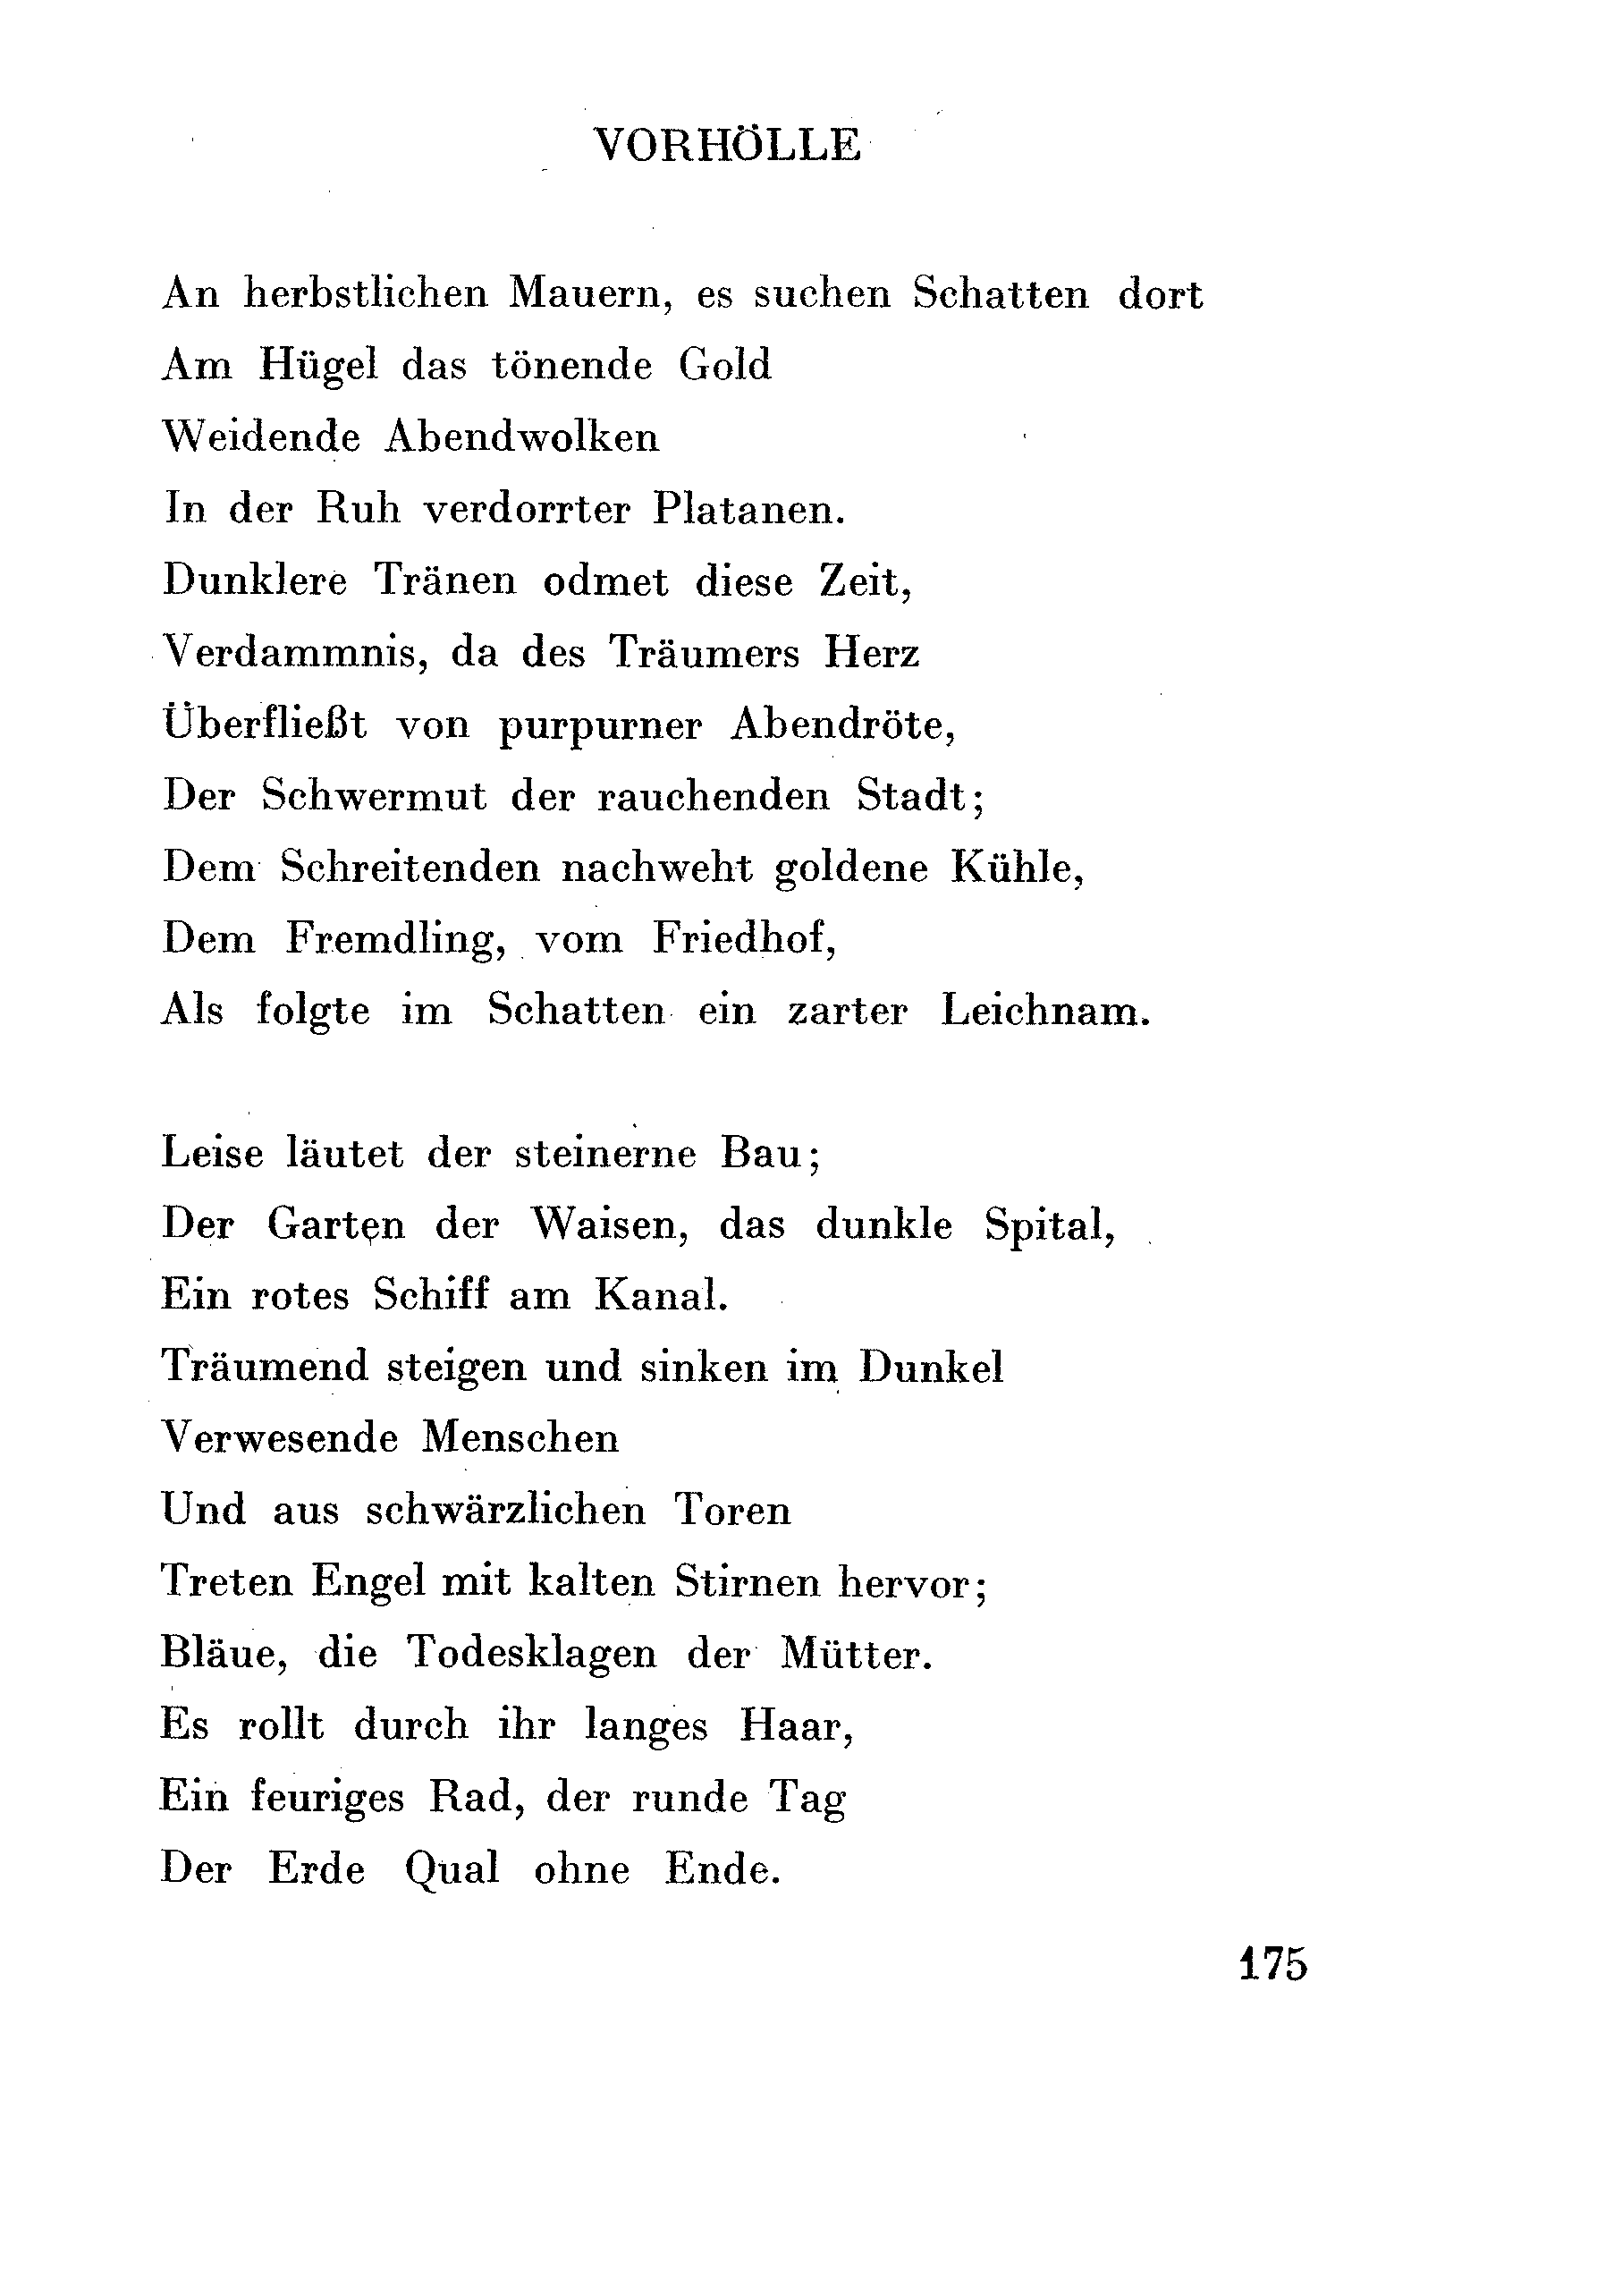 VORHÖLLE
An herbstlichen Mauern, es suchen Schatten dort
Am Hügel das tönende Gold
Weidende Abendwolken
In der Ruh verdorrter Platanen.
Dunklere Tränen odmet diese Zeit,
Verdammnis, da des Träumers Herz
Überfließt von purpurner Abendröte,
Der Schwermut der rauchenden Stadt;
Dem Schreitenden nachweht goldene Kühle,
Dem Fremdling, vom Friedhof,
Als folgte im Schatten ein zarter Leichnam.
Leise läutet der steinerne Bau;
Der Garten der Waisen, das dunkle Spital,
Ein rotes Schiff am Kanal.
Träumend steigen und sinken im Dunkel
Verwesende Menschen
Und aus schwärzlichen Toren
Treten Engel mit kalten Stirnen hervor;
Bläue, die Todesklagen der Mütter.
Es rollt durch ihr langes Haar,
Ein feuriges Rad, der runde Tag
Der Erde Qual ohne Ende.
175